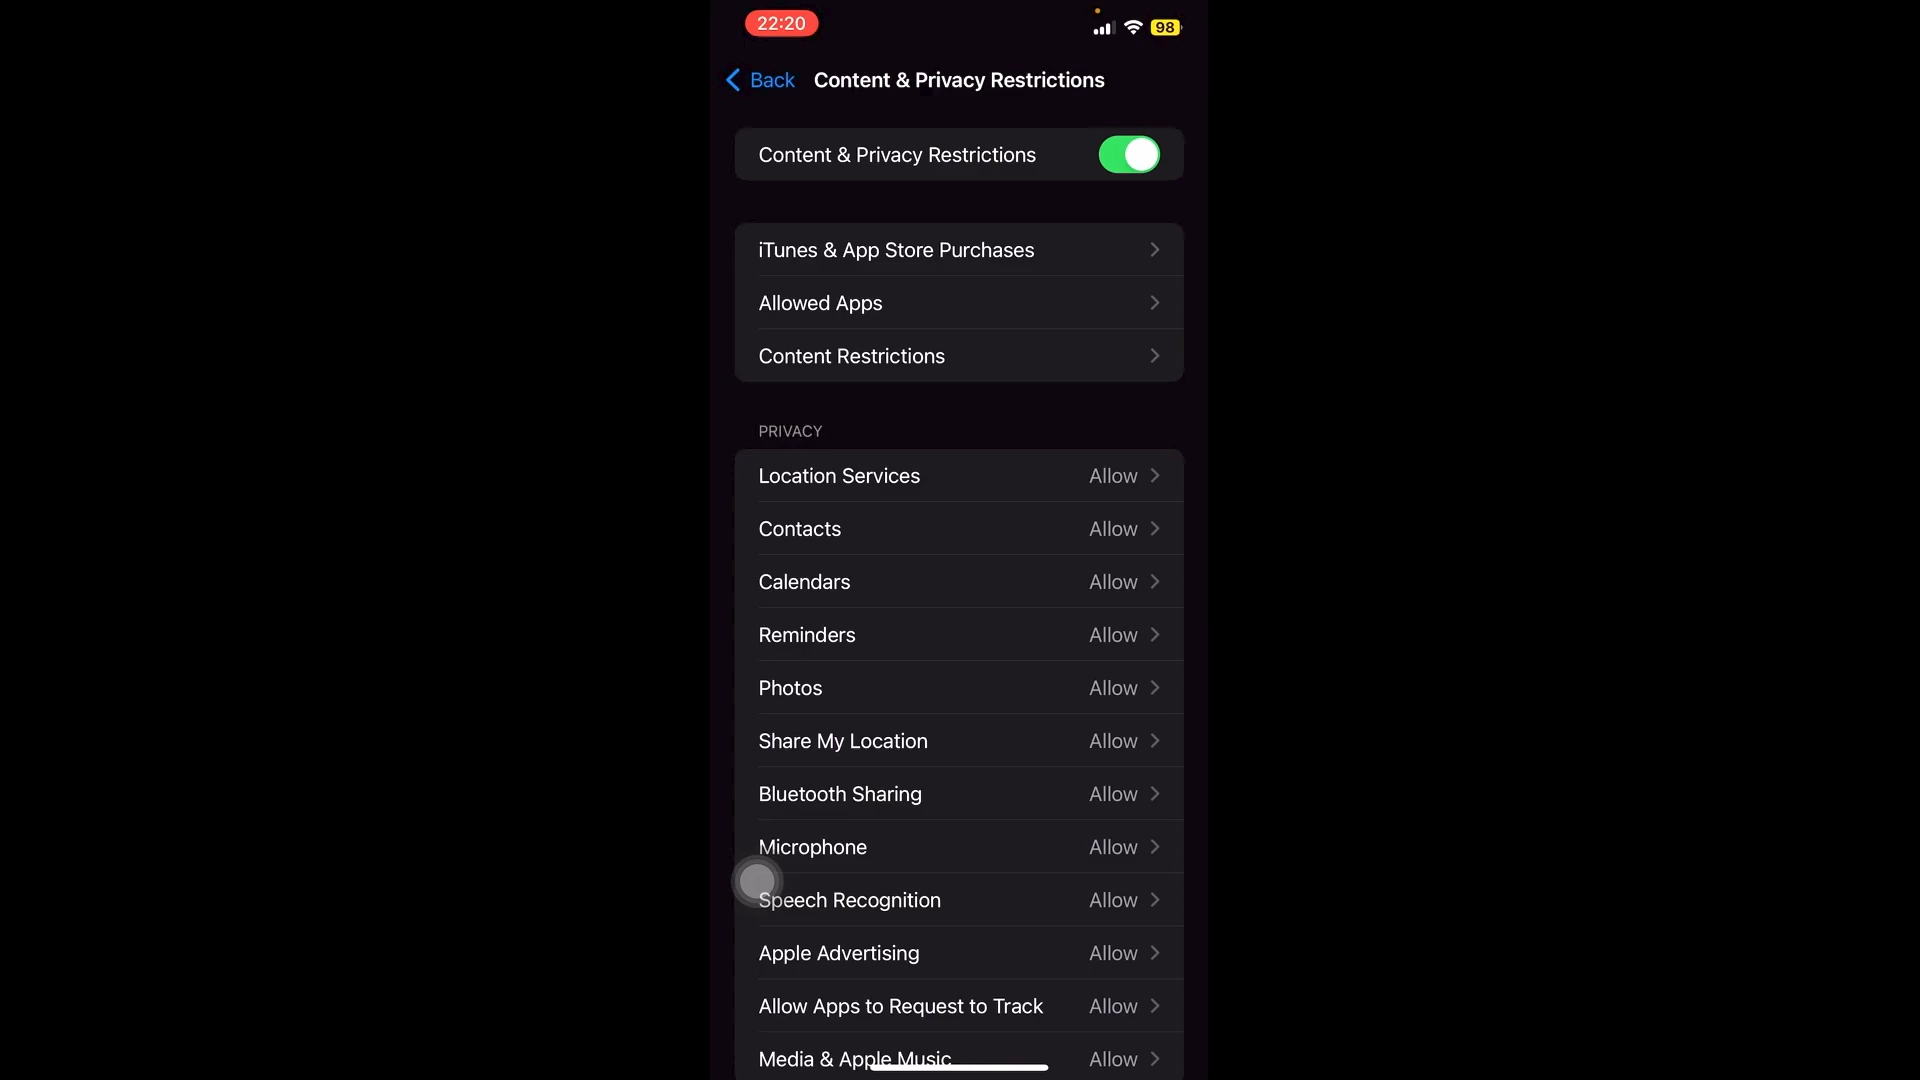 22:20
98
Back
Content & Privacy Restrictions
Content & Privacy Restrictions
iTunes & App Store Purchases
Allowed Apps
Content Restrictions
PRIVACY
Location Services Allow
Contacts Allow
Calendars Allow
Reminders Allow
Photos Allow
Share My Location Allow
Bluetooth Sharing Allow
Microphone Allow
Speech Recognition Allow
Apple Advertising Allow
Allow Apps to Request to Track Allow
Media & Apple Music Allow